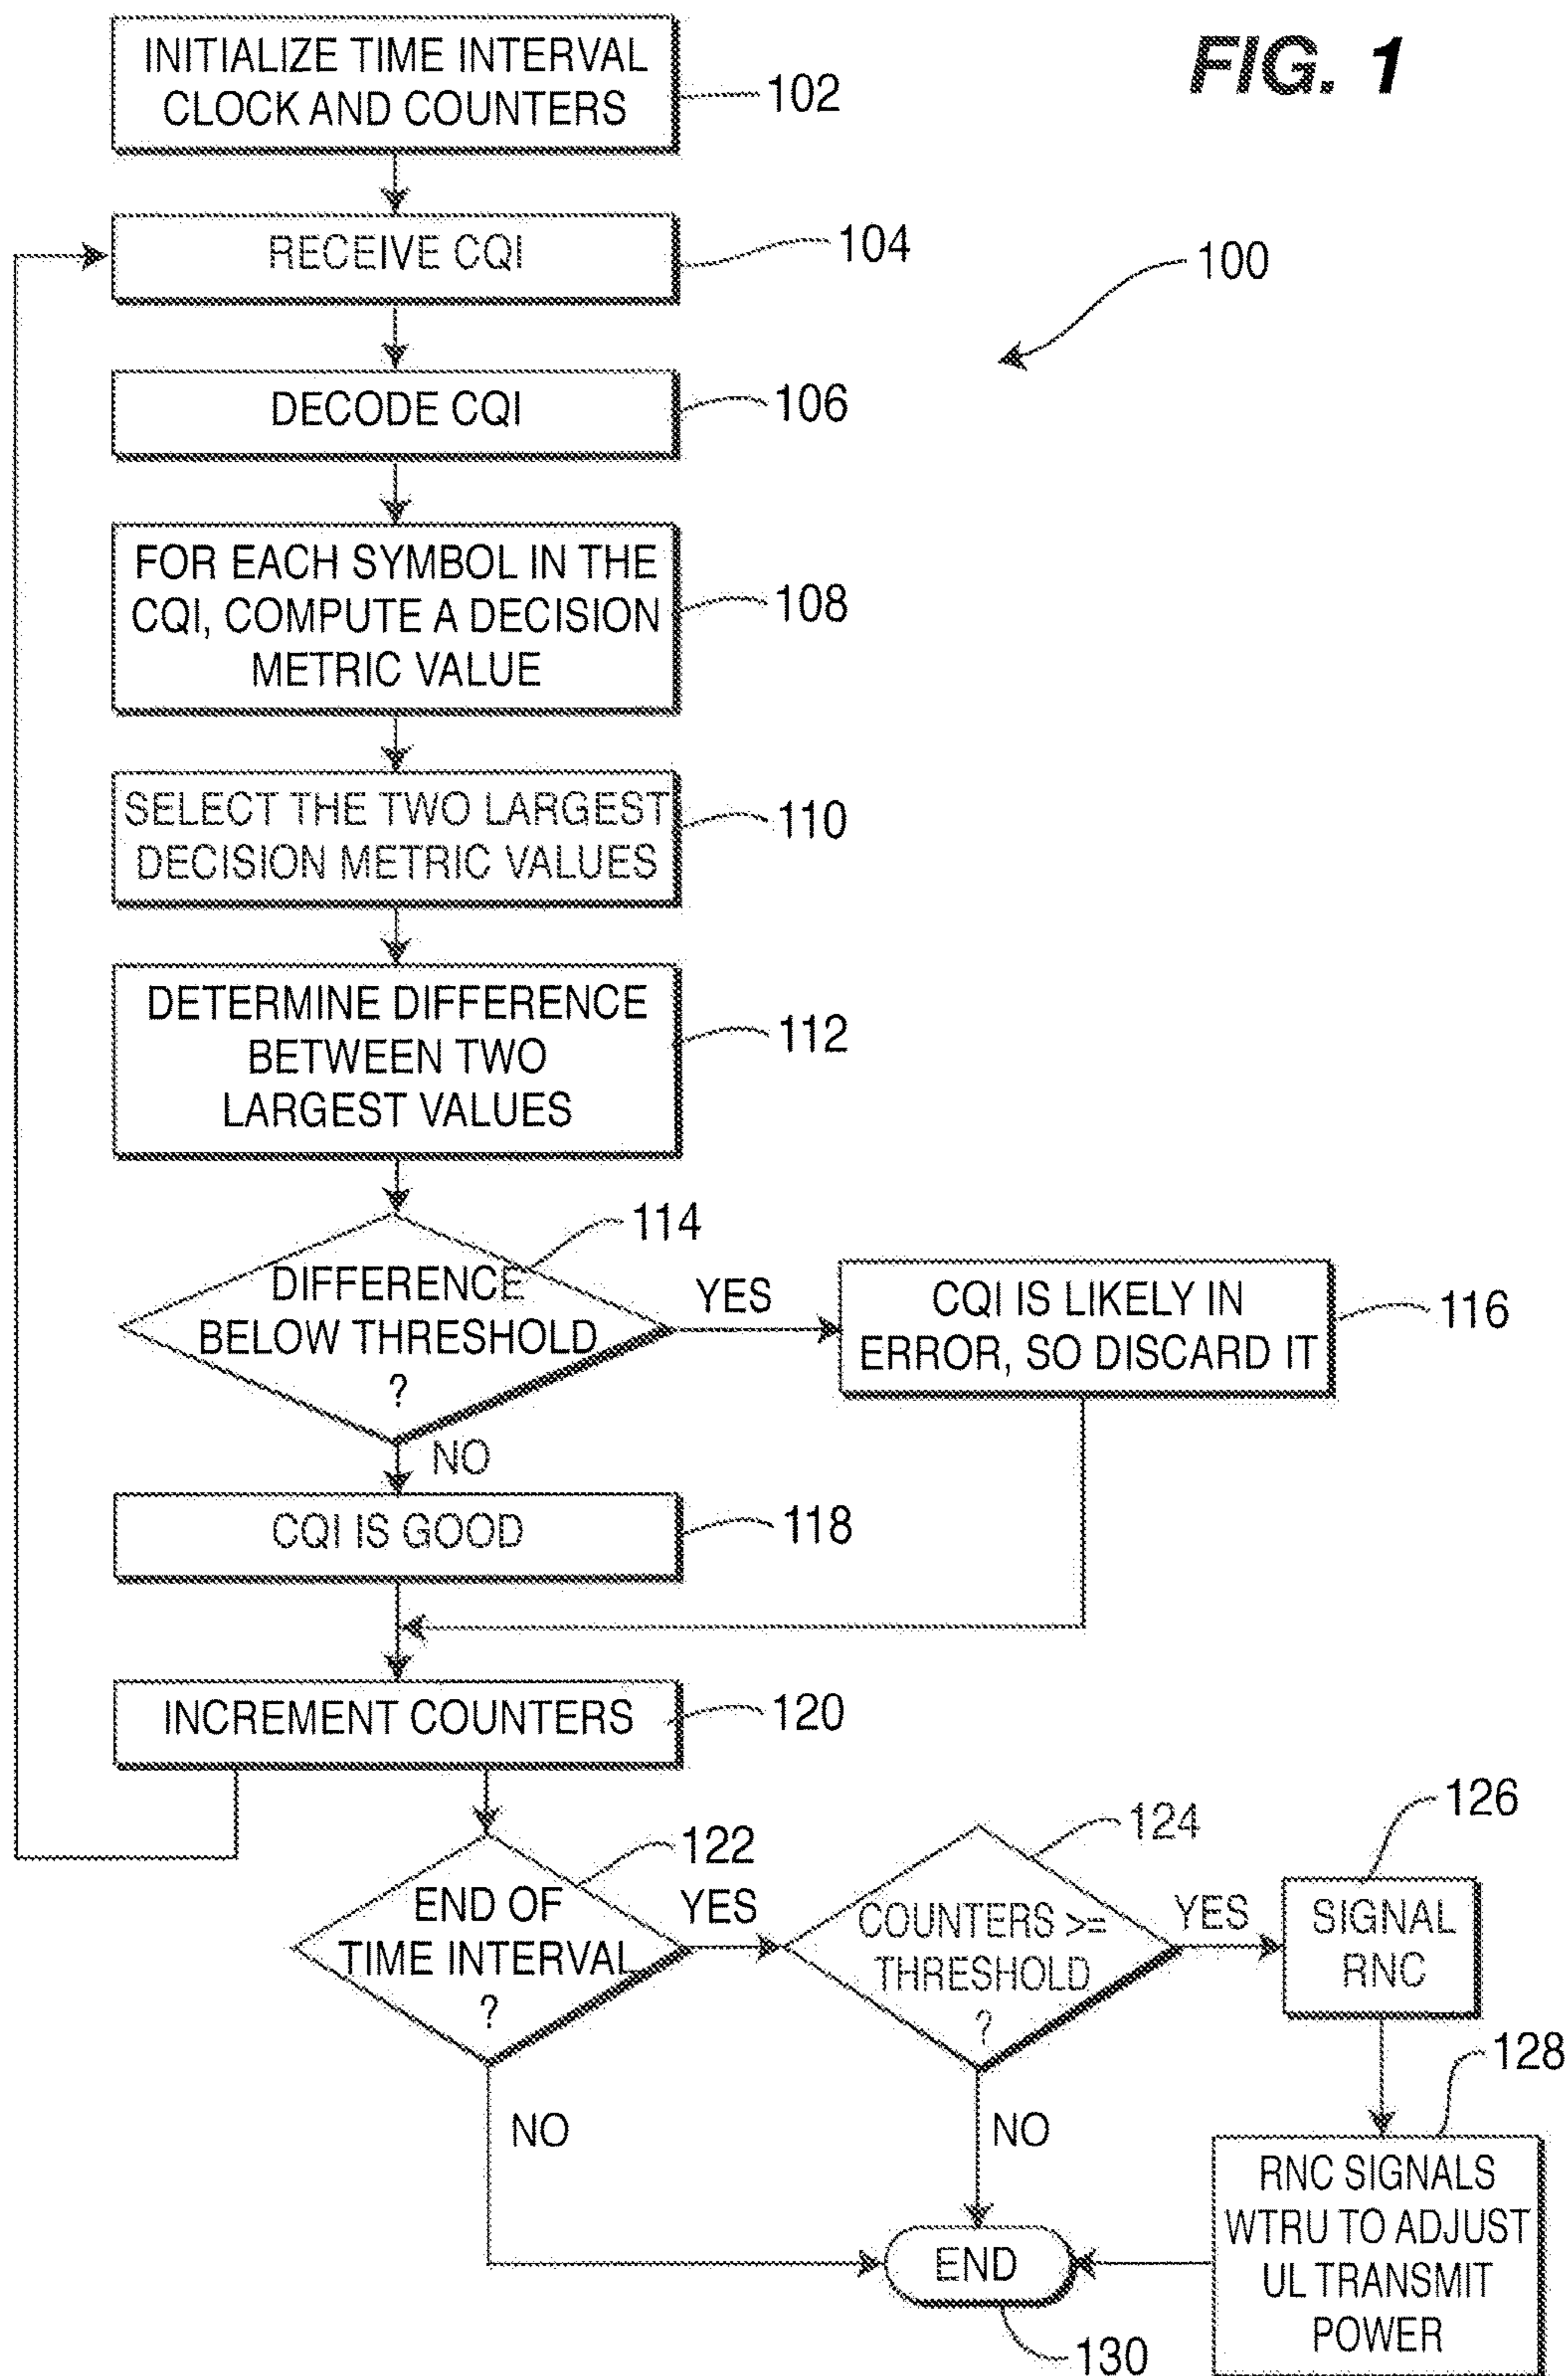 FIG. 1
INITIALIZE TIME INTERVAL
CLOCK AND COUNTERS
102
RECEIVE CQI
104
100
DECODE CQI
106
FOR EACH SYMBOL IN THE
CQI, COMPUTE A DECISION
METRIC VALUE
108
SELECT THE TWO LARGEST
DECISION METRIC VALUES
110
DETERMINE DIFFERENCE
BETWEEN TWO
LARGEST VALUES
112
114
DIFFERENCE
BELOW THRESHOLD
?
YES
CQI IS LIKELY IN
ERROR, SO DISCARD IT
116
NO
CQI IS GOOD
118
INCREMENT COUNTERS
120
122
END OF
TIME INTERVAL
?
YES
124
COUNTERS >=
THRESHOLD
?
YES
126
SIGNAL
RNC
128
NO
NO
RNC SIGNALS
WTRU TO ADJUST
UL TRANSMIT
POWER
END
130